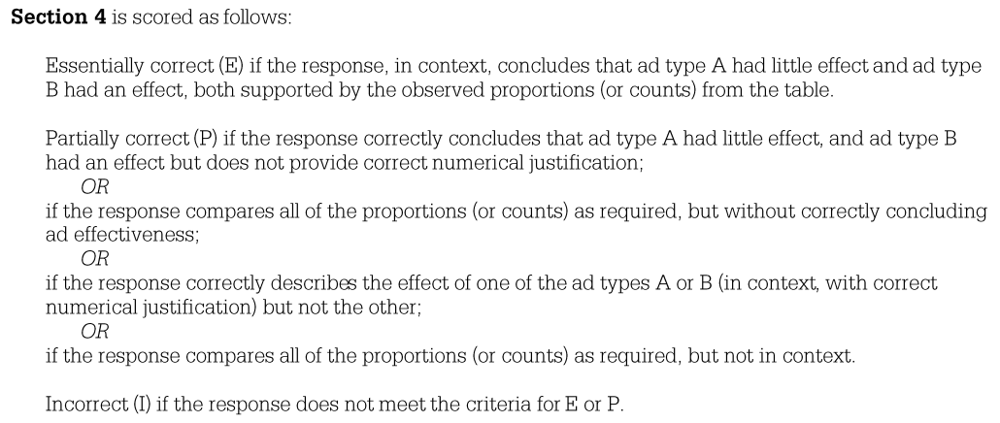 Section 4 is scored as follows:
Essentially correct (E) if the response, in context, concludes that ad type A had little effect and ad type
B had an effect, both supported by the observed proportions (or counts) from the table.
Partially correct (P) if the response correctly concludes that ad type A had little effect, and ad type B
had an effect but does not provide correct numerical justification;
OR
if the response compares all of the proportions (or counts) as required, but without correctly concluding
ad effectiveness;
OR
if the response correctly describes the effect of one of the ad types A or B (in context, with correct
numerical justification) but not the other;
OR
if the response compares all of the proportions (or counts) as required, but not in context.
Incorrect (I) if the response does not meet the criteria for E or P.